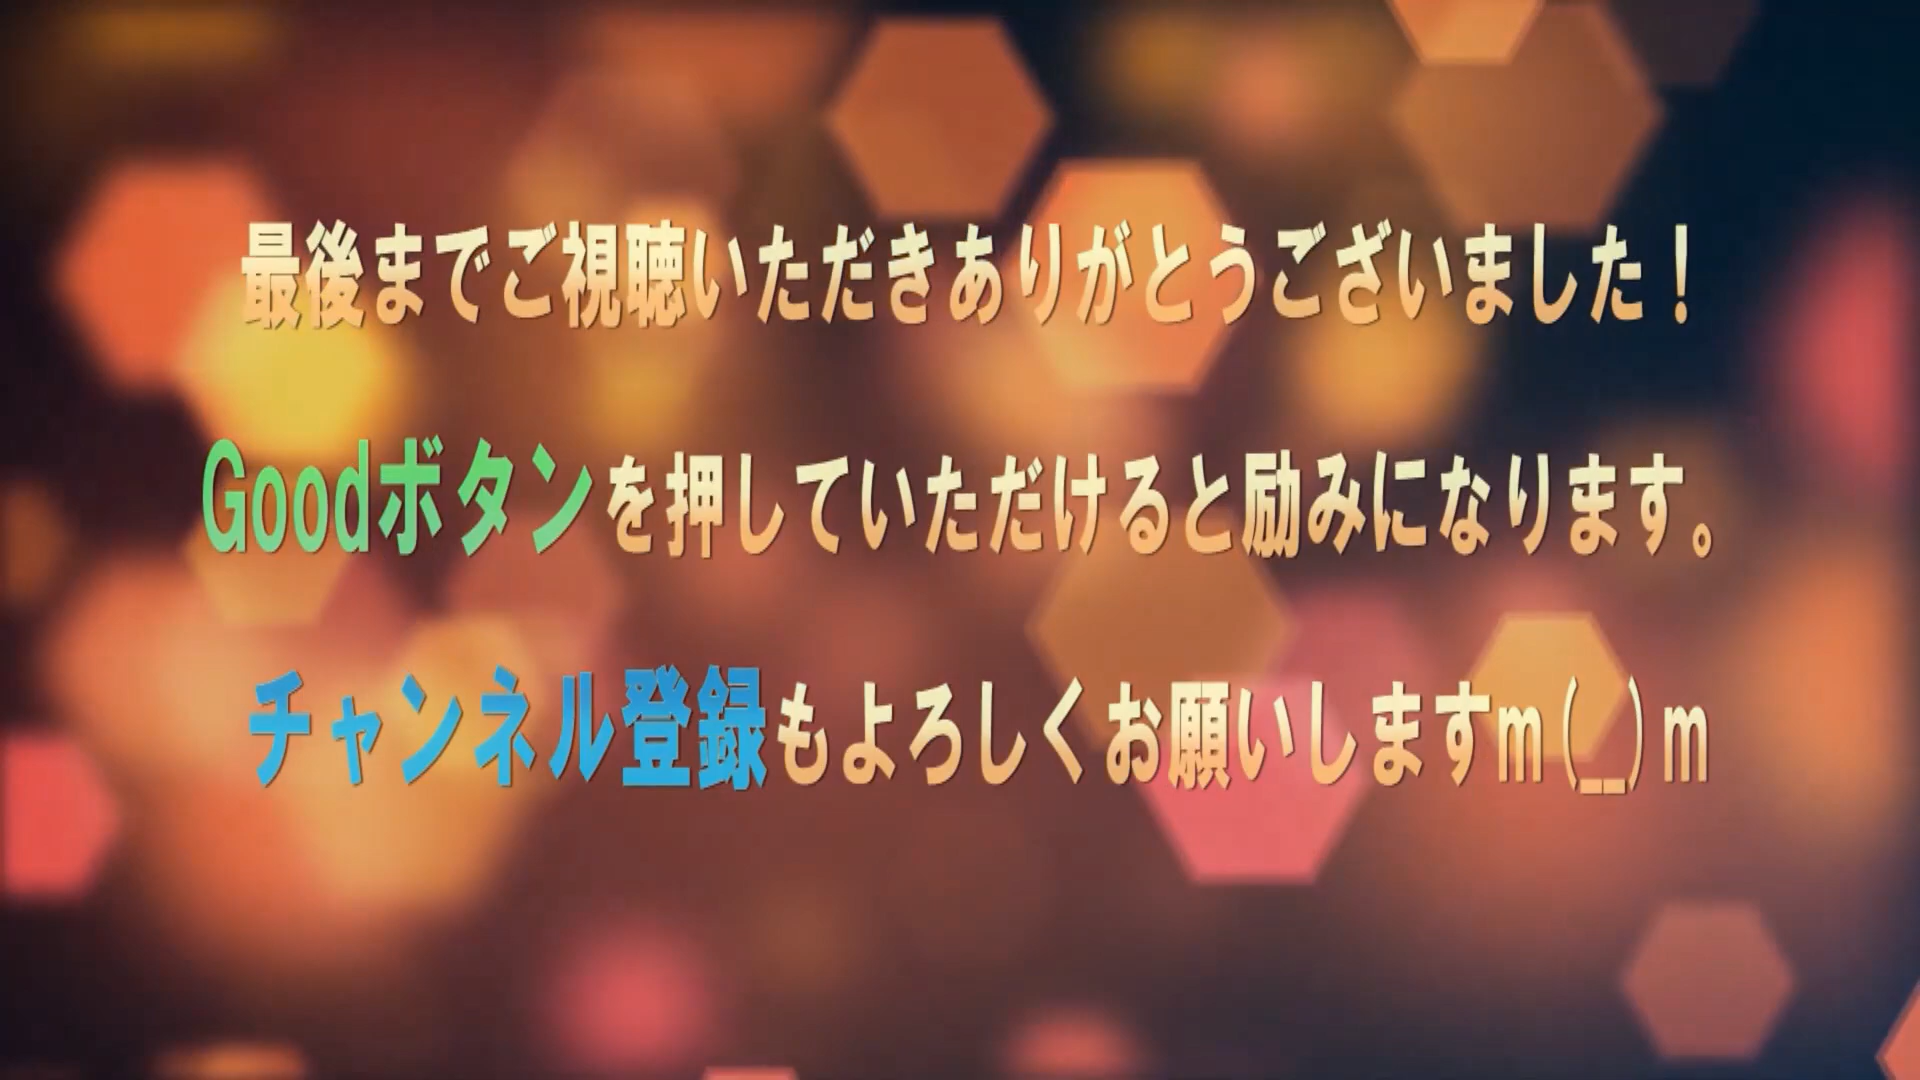 最後までご視聴いただきありがとうございました！
Goodボタンを押していただけると励みになります。
チャンネル登録もよろしくお願いしますm(__)m